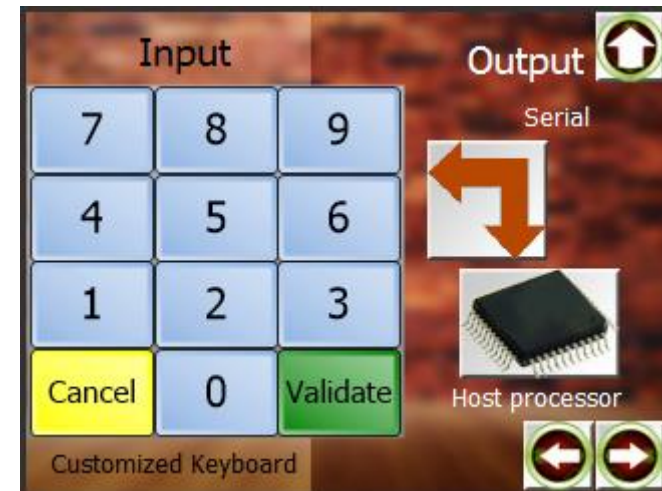 Input
Output
Serial
7 8 9
4 5 6
1 2 3
Cancel 0 Validate
Host processor
Customized Keyboard